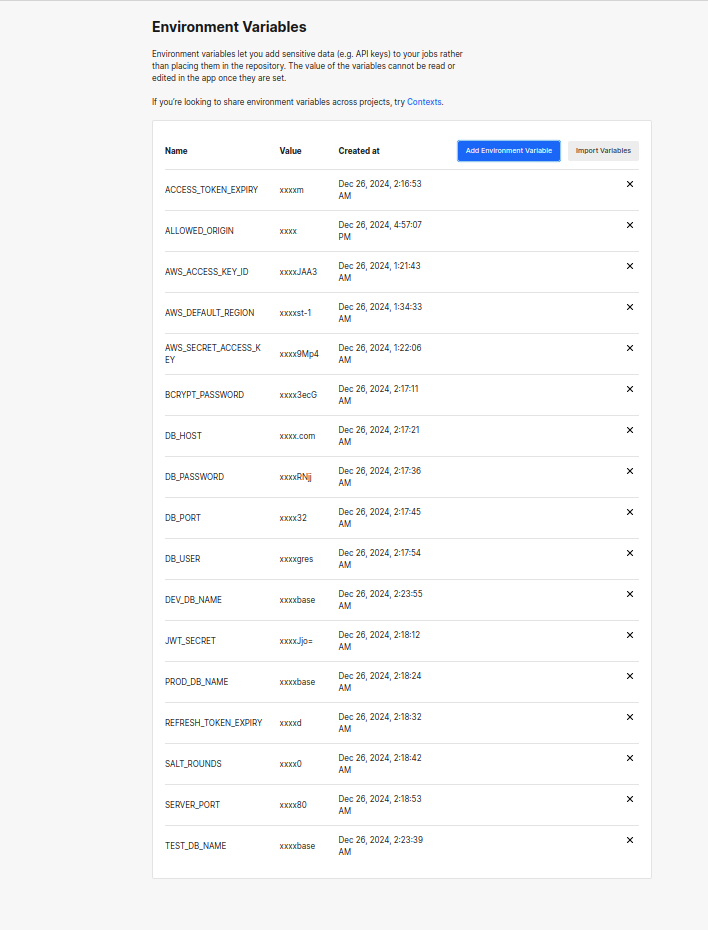 Environment Variables
Environment variables let you add sensitive data (e.g. API keys) to your jobs rather
than placing them in the repository. The value of the variables cannot be read or
edited in the app once they are set.
If you're looking to share environment variables across projects, try Contexts.
Name Value Created at Add Environment Variable Import Variables
ACCESS_TOKEN_EXPIRY xxxxm Dec 26, 2024, 2:16:53
AM
ALLOWED_ORIGIN xxxx Dec 26, 2024, 4:57:07
PM
AWS_ACCESS_KEY_ID xxxxJAA3 Dec 26, 2024, 1:21:43
AM
AWS_DEFAULT_REGION xxxxst-1 Dec 26, 2024, 1:34:33
AM
AWS_SECRET_ACCESS_K
EY xxxx9Mp4 Dec 26, 2024, 1:22:06
AM
BCRYPT_PASSWORD xxxx3ecG Dec 26, 2024, 2:17:11
AM
DB_HOST xxxx.com Dec 26, 2024, 2:17:21
AM
DB_PASSWORD xxxxRNjj Dec 26, 2024, 2:17:36
AM
DB_PORT xxxx32 Dec 26, 2024, 2:17:45
AM
DB_USER xxxxgres Dec 26, 2024, 2:17:54
AM
DEV_DB_NAME xxxxbase Dec 26, 2024, 2:23:55
AM
JWT_SECRET xxxxJjo= Dec 26, 2024, 2:18:12
AM
PROD_DB_NAME xxxxbase Dec 26, 2024, 2:18:24
AM
REFRESH_TOKEN_EXPIRY xxxxd Dec 26, 2024, 2:18:32
AM
SALT_ROUNDS xxxx0 Dec 26, 2024, 2:18:42
AM
SERVER_PORT xxxx80 Dec 26, 2024, 2:18:53
AM
TEST_DB_NAME xxxxbase Dec 26, 2024, 2:23:39
AM